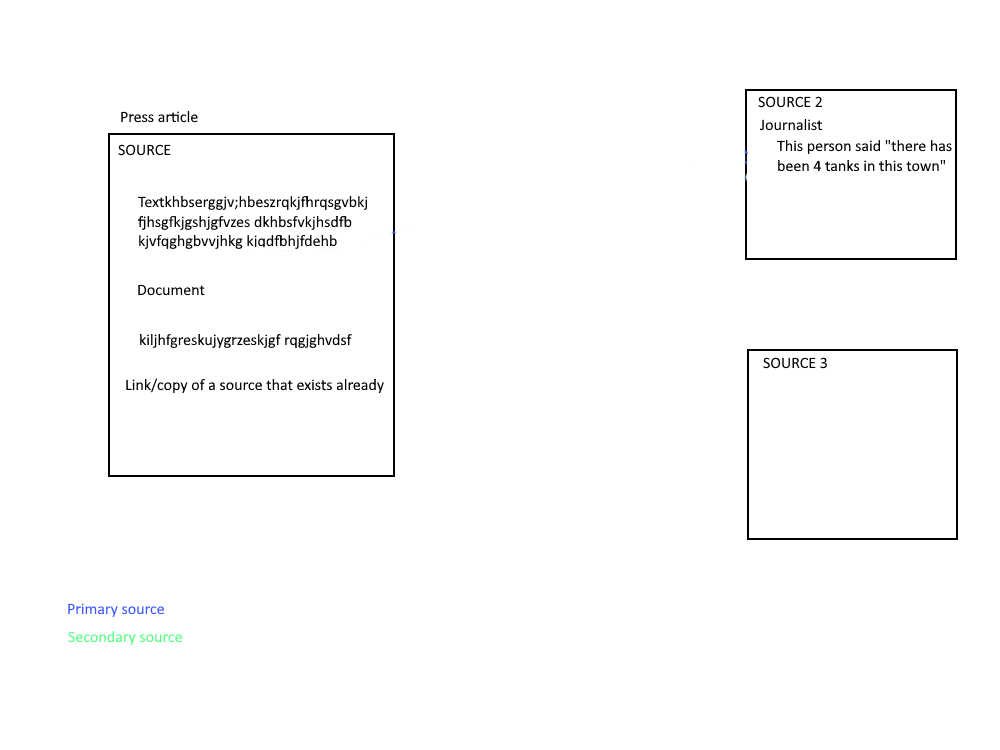 Press article
SOURCE
Textkhbserggjv;hbeszrqkjfhrqsgvbkj
fjhsgfkjgshjgfvzes dkhbsfvkjhsdfb
kjvfqghgbvvjhkg kjqdfbhjfdehb
Document
kiljhfgreskujygrzeskjgf rqgjghvdsf
Link/copy of a source that exists already
SOURCE 2
Journalist
This person said "there has
been 4 tanks in this town"
SOURCE 3
Primary source
Secondary source